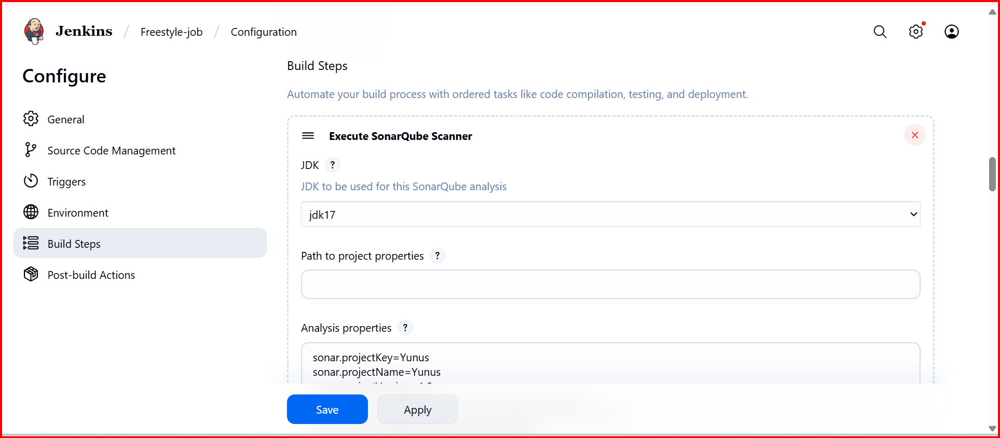 Jenkins / Freestyle-job / Configuration
Configure
General
Source Code Management
Triggers
Environment
Build Steps
Post-build Actions
Build Steps
Automate your build process with ordered tasks like code compilation, testing, and deployment.
Execute SonarQube Scanner
JDK ?
JDK to be used for this SonarQube analysis
jdk17
Path to project properties ?
Analysis properties ?
sonar.projectKey=Yunus
sonar.projectName=Yunus
Save
Apply